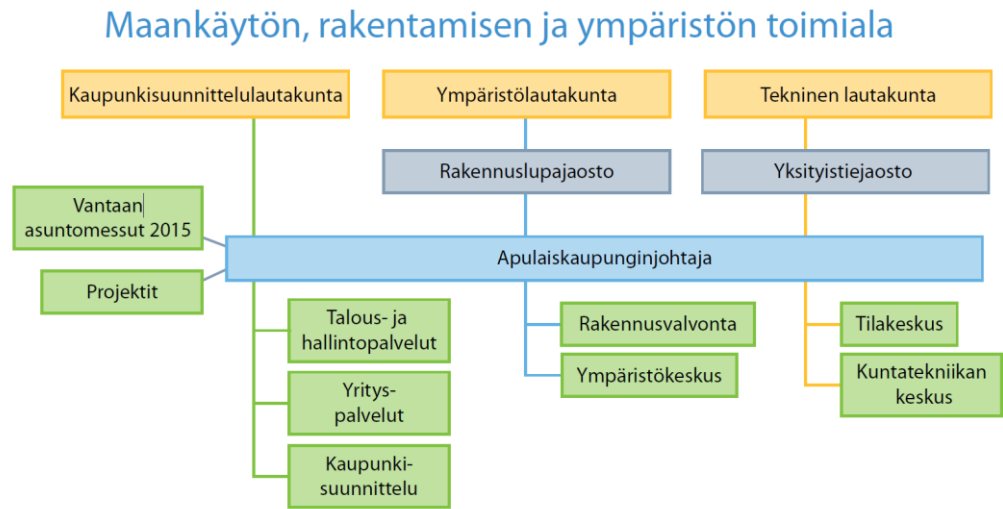 Maankäytön, rakentamisen ja ympäristön toimiala
Kaupunkisuunnittelulautakunta
Ympäristölautakunta
Tekninen lautakunta
Rakennuslupajaosto
Yksityistiejaosto
Vantaan
asuntomessut 2015
Apulaiskaupunginjohtaja
Projektit
Talous- ja
hallintopalvelut
Yritys-
palvelut
Kaupunki-
suunnittelu
Rakennusvalvonta
Ympäristökeskus
Tilakeskus
Kuntatekniikan
keskus